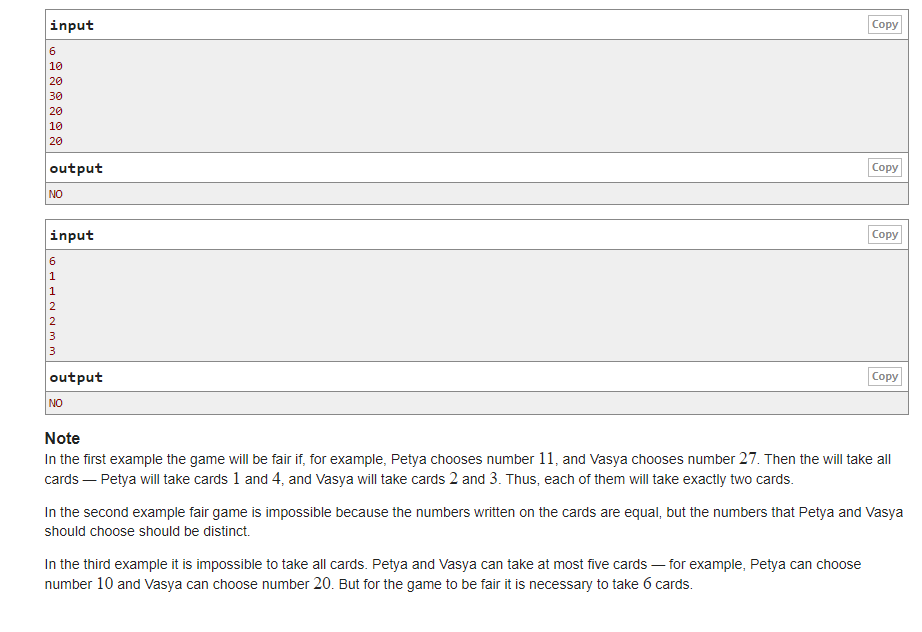 input
Copy
6
10
20
30
20
10
20
output
Copy
NO
input
Copy
6
1
1
2
2
3
3
output
Copy
NO
Note
In the first example the game will be fair if, for example, Petya chooses number 11, and Vasya chooses number 27. Then the will take all
cards — Petya will take cards 1 and 4, and Vasya will take cards 2 and 3. Thus, each of them will take exactly two cards.
In the second example fair game is impossible because the numbers written on the cards are equal, but the numbers that Petya and Vasya
should choose should be distinct.
In the third example it is impossible to take all cards. Petya and Vasya can take at most five cards — for example, Petya can choose
number 10 and Vasya can choose number 20. But for the game to be fair it is necessary to take 6 cards.